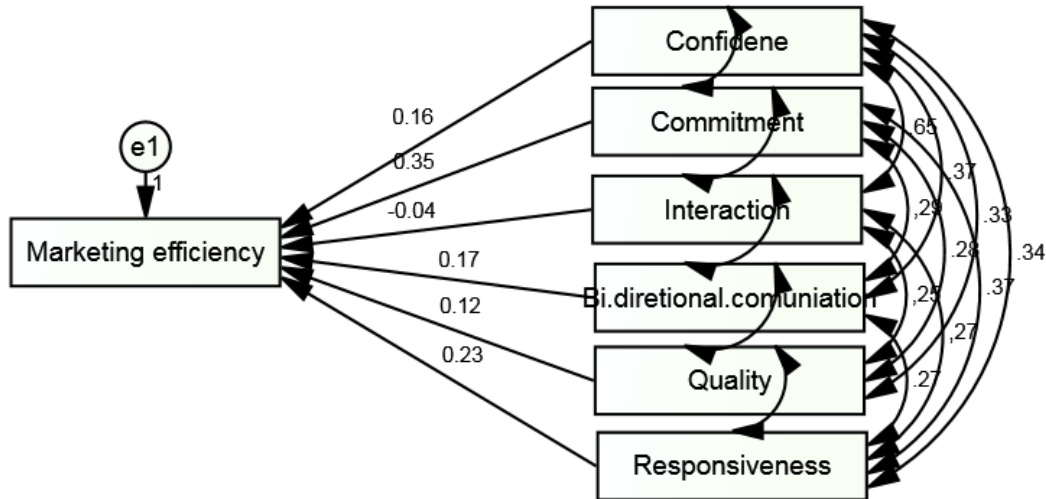 Confidene
0.16
Commitment
.65
e1
0.35
1
.37
-0.04
Interaction
,29
.33
Marketing efficiency
.28
.34
0.17
Bi.diretional.comuniation
,25
.37
0.12
,27
0.23
Quality
.27
Responsiveness